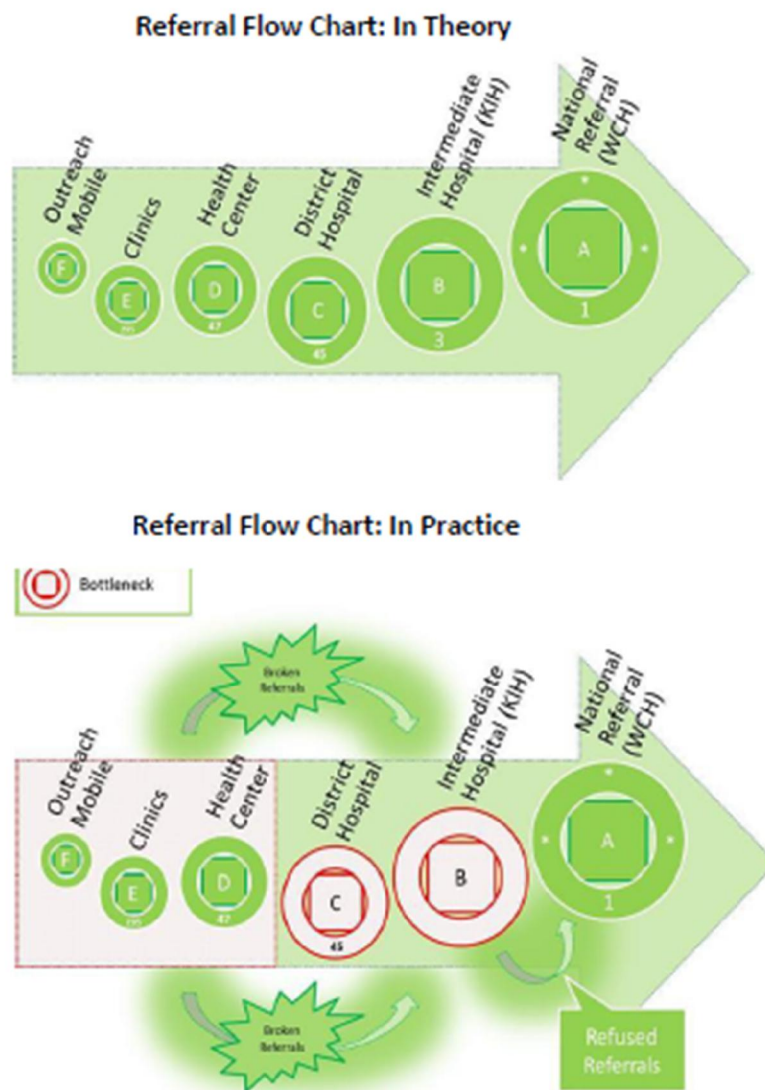 Referral Flow Chart: In Theory
Outreach
Mobile
Clinics
Health
Center
District
Hospital
Intermediate
Hospital (KIH)
National
Referral
(WCH)
F
E
D
47
C
45
B
3
*
* A *
1
Referral Flow Chart: In Practice
Bottleneck
Broken
Referrals
Outreach
Mobile
Clinics
Health
Center
District
Hospital
Intermediate
Hospital (KIH)
National
Referral
(WCH)
F
E
D
47
C
45
B
*
* A *
1
Broken
Referrals
Refused
Referrals